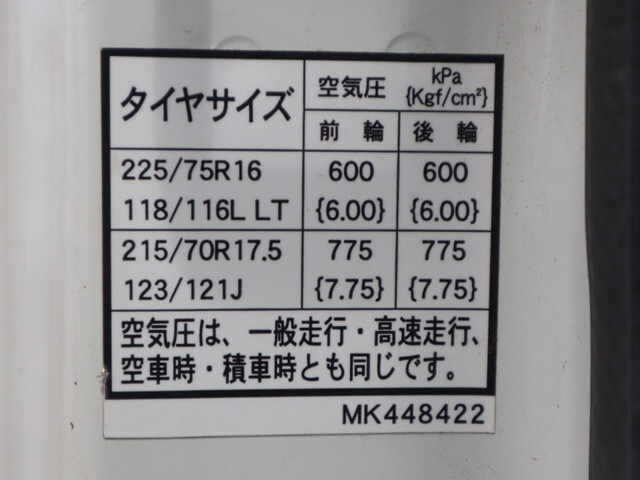 タイヤサイズ 空気圧 kPa {Kgf/cm²}
前輪 後輪
225/75R16 600 600
118/116L LT {6.00} {6.00}
215/70R17.5 775 775
123/121J {7.75} {7.75}
空気圧は、一般走行・高速走行、
空車時・積車時とも同じです。
MK448422